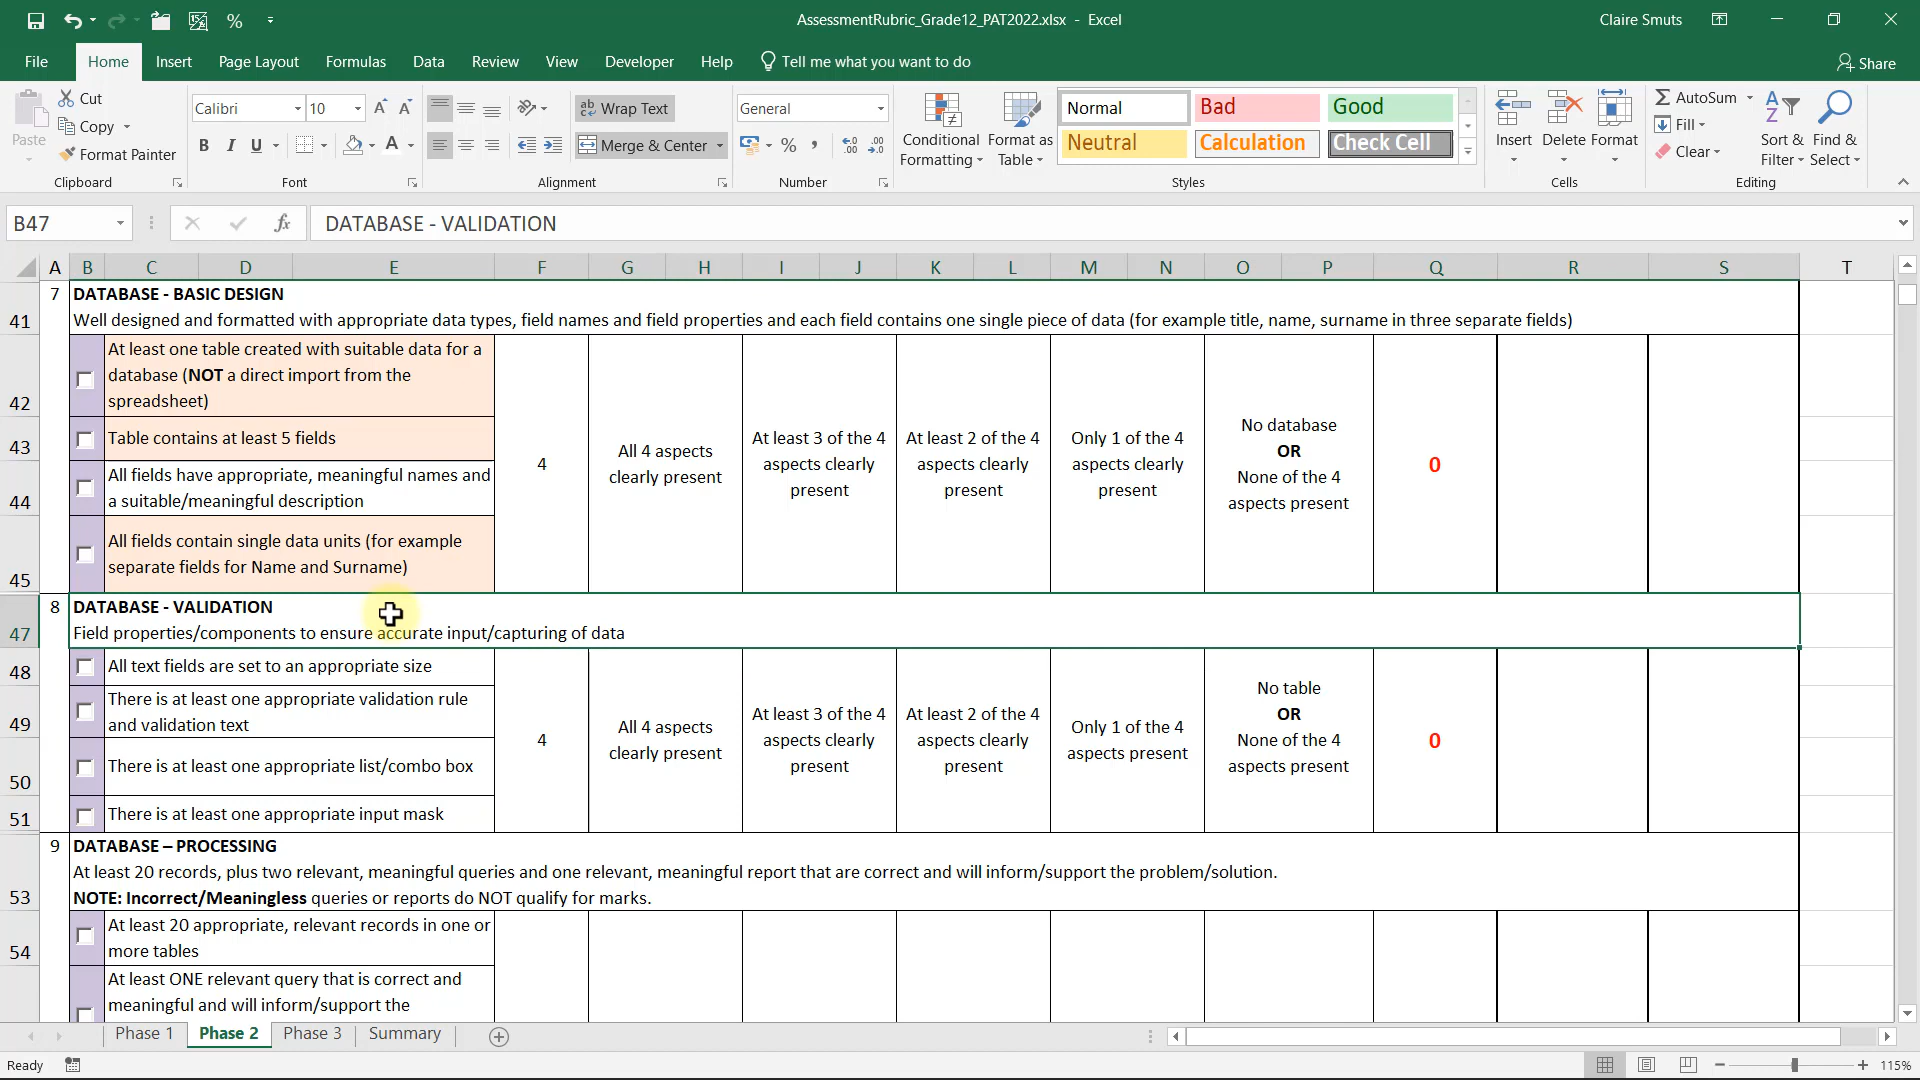 AssessmentRubric_Grade12_PAT2022.xlsx - Excel
Claire Smuts
File Home Insert Page Layout Formulas Data Review View Developer Help Tell me what you want to do Share
Paste
Cut
Copy
Format Painter
Clipboard
Calibri 10
B I U
Font
Wrap Text
Merge & Center
Alignment
General
Number
Conditional Formatting
Format as Table
Normal Bad Good
Neutral Calculation Check Cell
Styles
Insert Delete Format
Cells
AutoSum
Fill
Clear
Sort & Filter
Find & Select
Editing
B47
fx
DATABASE - VALIDATION
A B C D E F G H I J K L M N O P Q R S T
41
7 DATABASE - BASIC DESIGN
Well designed and formatted with appropriate data types, field names and field properties and each field contains one single piece of data (for example title, name, surname in three separate fields)
42
At least one table created with suitable data for a
database (NOT a direct import from the
spreadsheet)
43
Table contains at least 5 fields
44
All fields have appropriate, meaningful names and
a suitable/meaningful description
45
All fields contain single data units (for example
separate fields for Name and Surname)
4
All 4 aspects
clearly present
At least 3 of the 4
aspects clearly
present
At least 2 of the 4
aspects clearly
present
Only 1 of the 4
aspects clearly
present
No database
OR
None of the 4
aspects present
0
47
8 DATABASE - VALIDATION
Field properties/components to ensure accurate input/capturing of data
48
All text fields are set to an appropriate size
49
There is at least one appropriate validation rule
and validation text
50
There is at least one appropriate list/combo box
51
There is at least one appropriate input mask
4
All 4 aspects
clearly present
At least 3 of the 4
aspects clearly
present
At least 2 of the 4
aspects clearly
present
Only 1 of the 4
aspects present
No table
OR
None of the 4
aspects present
0
53
9 DATABASE – PROCESSING
At least 20 records, plus two relevant, meaningful queries and one relevant, meaningful report that are correct and will inform/support the problem/solution.
NOTE: Incorrect/Meaningless queries or reports do NOT qualify for marks.
54
At least 20 appropriate, relevant records in one or
more tables
At least ONE relevant query that is correct and
meaningful and will inform/support the
Phase 1 Phase 2 Phase 3 Summary
Ready
115%